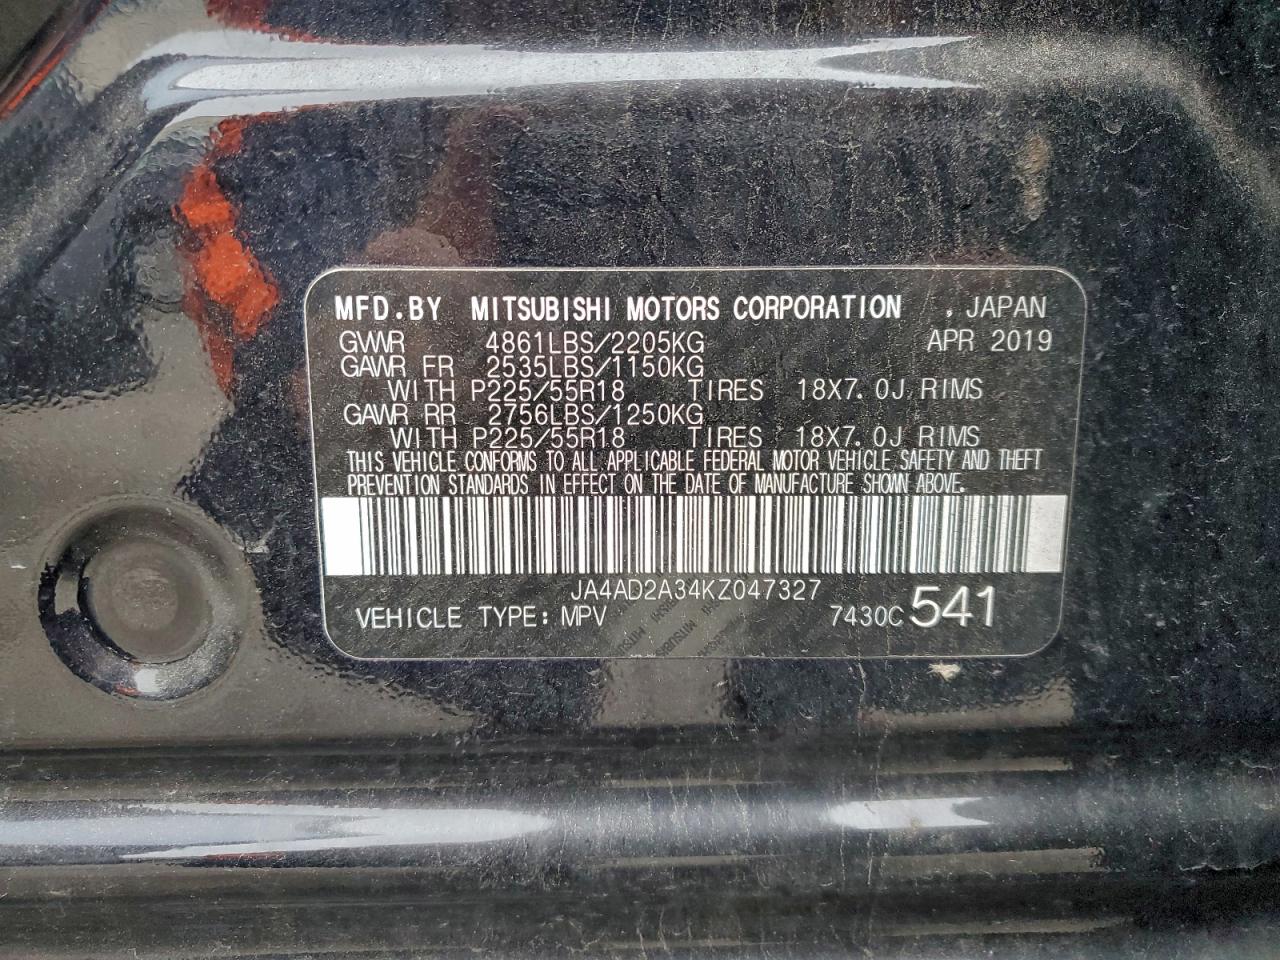 MFD.BY MITSUBISHI MOTORS CORPORATION , JAPAN
GVWR 4861LBS/2205KG APR 2019
GAWR FR 2535LBS/1150KG
WITH P225/55R18 TIRES 18X7.0J RIMS
GAWR RR 2756LBS/1250KG
WITH P225/55R18 TIRES 18X7.0J RIMS
THIS VEHICLE CONFORMS TO ALL APPLICABLE FEDERAL MOTOR VEHICLE SAFETY AND THEFT
PREVENTION STANDARDS IN EFFECT ON THE DATE OF MANUFACTURE SHOWN ABOVE.
JA4AD2A34KZ047327
VEHICLE TYPE: MPV 7430C 541